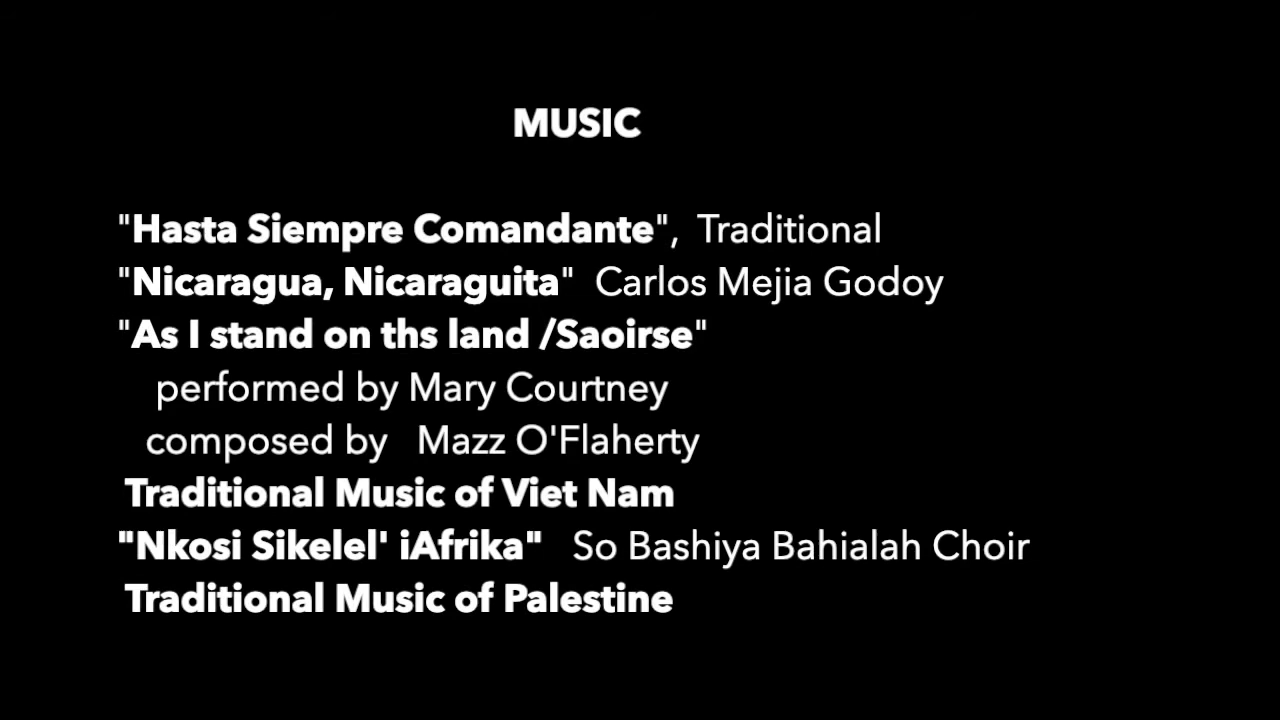 MUSIC
"Hasta Siempre Comandante", Traditional
"Nicaragua, Nicaraguita" Carlos Mejia Godoy
"As I stand on ths land /Saoirse"
performed by Mary Courtney
composed by Mazz O'Flaherty
Traditional Music of Viet Nam
"Nkosi Sikelel' iAfrika" So Bashiya Bahialah Choir
Traditional Music of Palestine